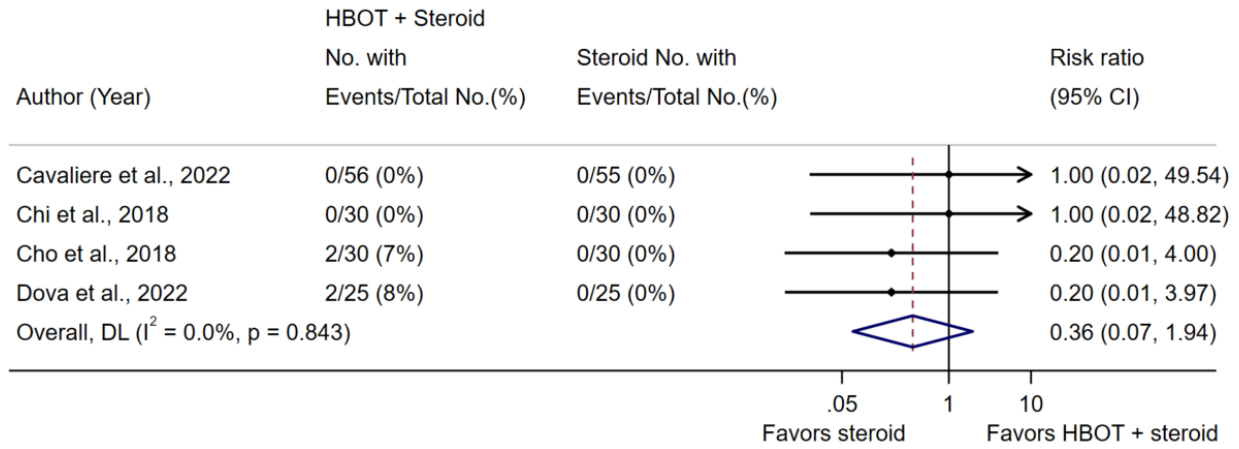 HBOT + Steroid
No. with Steroid No. with Risk ratio
Author (Year) Events/Total No.(%) Events/Total No.(%) (95% CI)
Cavaliere et al., 2022 0/56 (0%) 0/55 (0%) 1.00 (0.02, 49.54)
Chi et al., 2018 0/30 (0%) 0/30 (0%) 1.00 (0.02, 48.82)
Cho et al., 2018 2/30 (7%) 0/30 (0%) 0.20 (0.01, 4.00)
Dova et al., 2022 2/25 (8%) 0/25 (0%) 0.20 (0.01, 3.97)
Overall, DL (I² = 0.0%, p = 0.843) 0.36 (0.07, 1.94)
.05 1 10
Favors steroid Favors HBOT + steroid